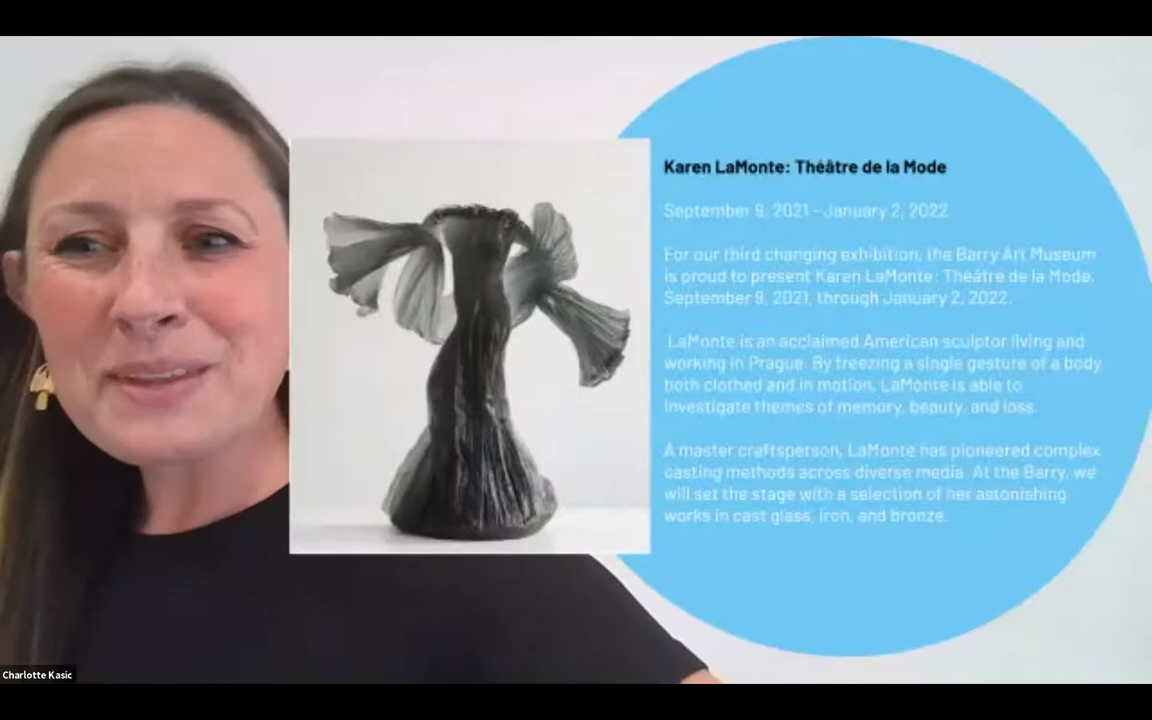 Karen LaMonte: Théâtre de la Mode
September 9, 2021 - January 2, 2022
For our third changing exhibition, the Barry Art Museum
is proud to present Karen LaMonte: Théâtre de la Mode,
September 9, 2021, through January 2, 2022.
LaMonte is an acclaimed American sculptor living and
working in Prague. By freezing a single gesture of a body
both clothed and in motion, LaMonte is able to
investigate themes of memory, beauty, and loss.
A master craftsperson, LaMonte has pioneered complex
casting methods across diverse media. At the Barry, we
will set the stage with a selection of her astonishing
works in cast glass, iron, and bronze.
Charlotte Kasic